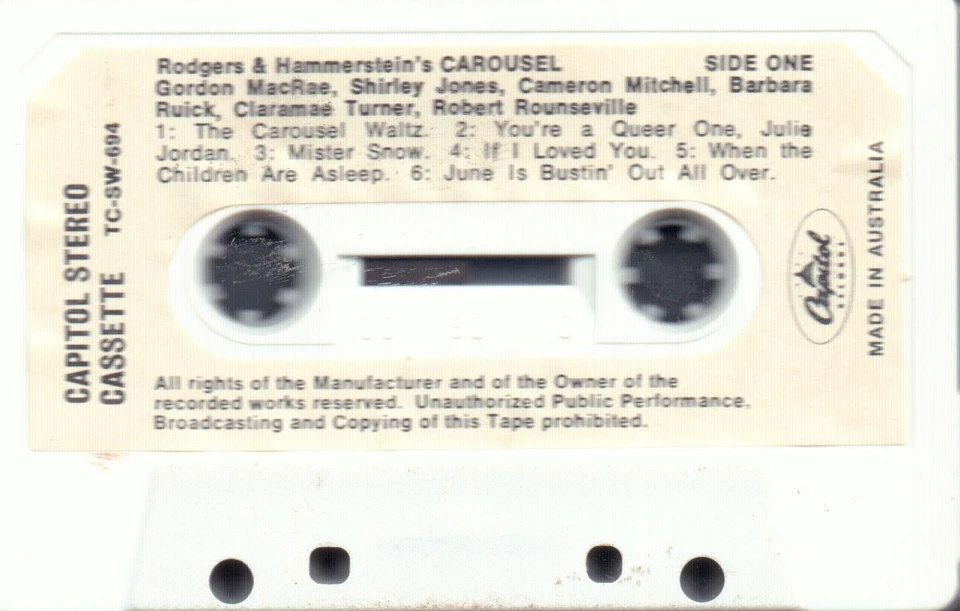 Rodgers & Hammerstein's CAROUSEL SIDE ONE
Gordon MacRae, Shirley Jones, Cameron Mitchell, Barbara
Ruick, Claramae Turner, Robert Rounseville
1: The Carousel Waltz. 2: You're a Queer One, Julie
Jordan. 3: Mister Snow. 4: If I Loved You. 5: When the
Children Are Asleep. 6: June Is Bustin' Out All Over.
CAPITOL STEREO
CASSETTE TC-SW-694
Capitol
RECORDS
MADE IN AUSTRALIA
All rights of the Manufacturer and of the Owner of the
recorded works reserved. Unauthorized Public Performance,
Broadcasting and Copying of this Tape prohibited.